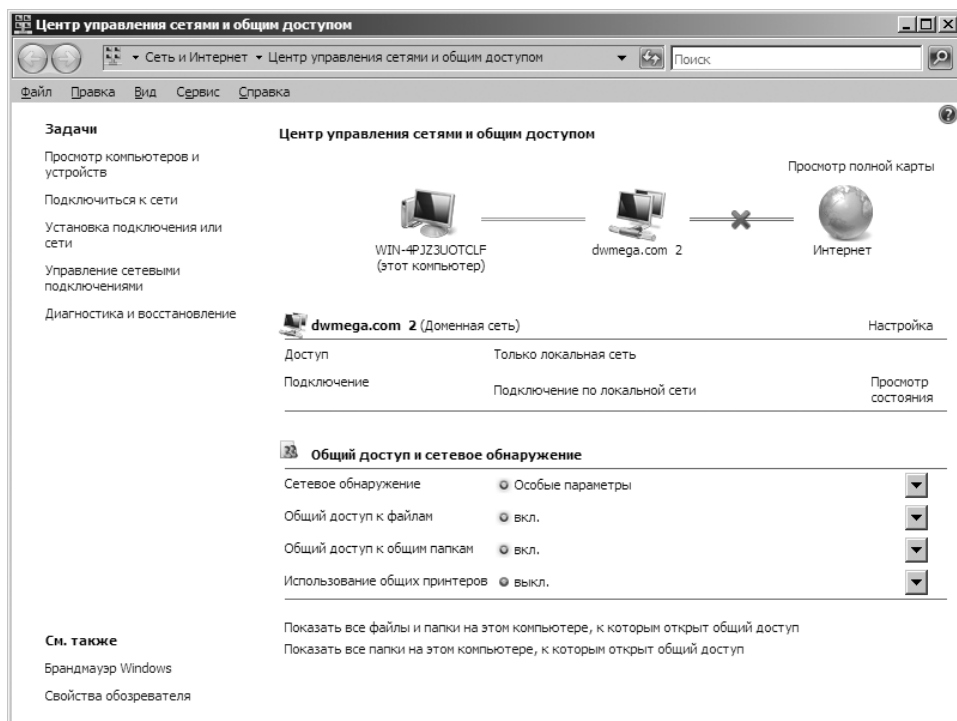 Центр управления сетями и общим доступом
Сеть и Интернет Центр управления сетями и общим доступом
Поиск
Файл Правка Вид Сервис Справка
Задачи
Просмотр компьютеров и
устройств
Подключиться к сети
Установка подключения или
сети
Управление сетевыми
подключениями
Диагностика и восстановление
Центр управления сетями и общим доступом
Просмотр полной карты
WIN-4PJZ3UOTCLF
(этот компьютер)
dwmega.com 2
Интернет
dwmega.com 2 (Доменная сеть) Настройка
Доступ Только локальная сеть
Подключение Подключение по локальной сети Просмотр
состояния
Общий доступ и сетевое обнаружение
Сетевое обнаружение Особые параметры
Общий доступ к файлам вкл.
Общий доступ к общим папкам вкл.
Использование общих принтеров выкл.
Показать все файлы и папки на этом компьютере, к которым открыт общий доступ
Показать все папки на этом компьютере, к которым открыт общий доступ
См. также
Брандмауэр Windows
Свойства обозревателя